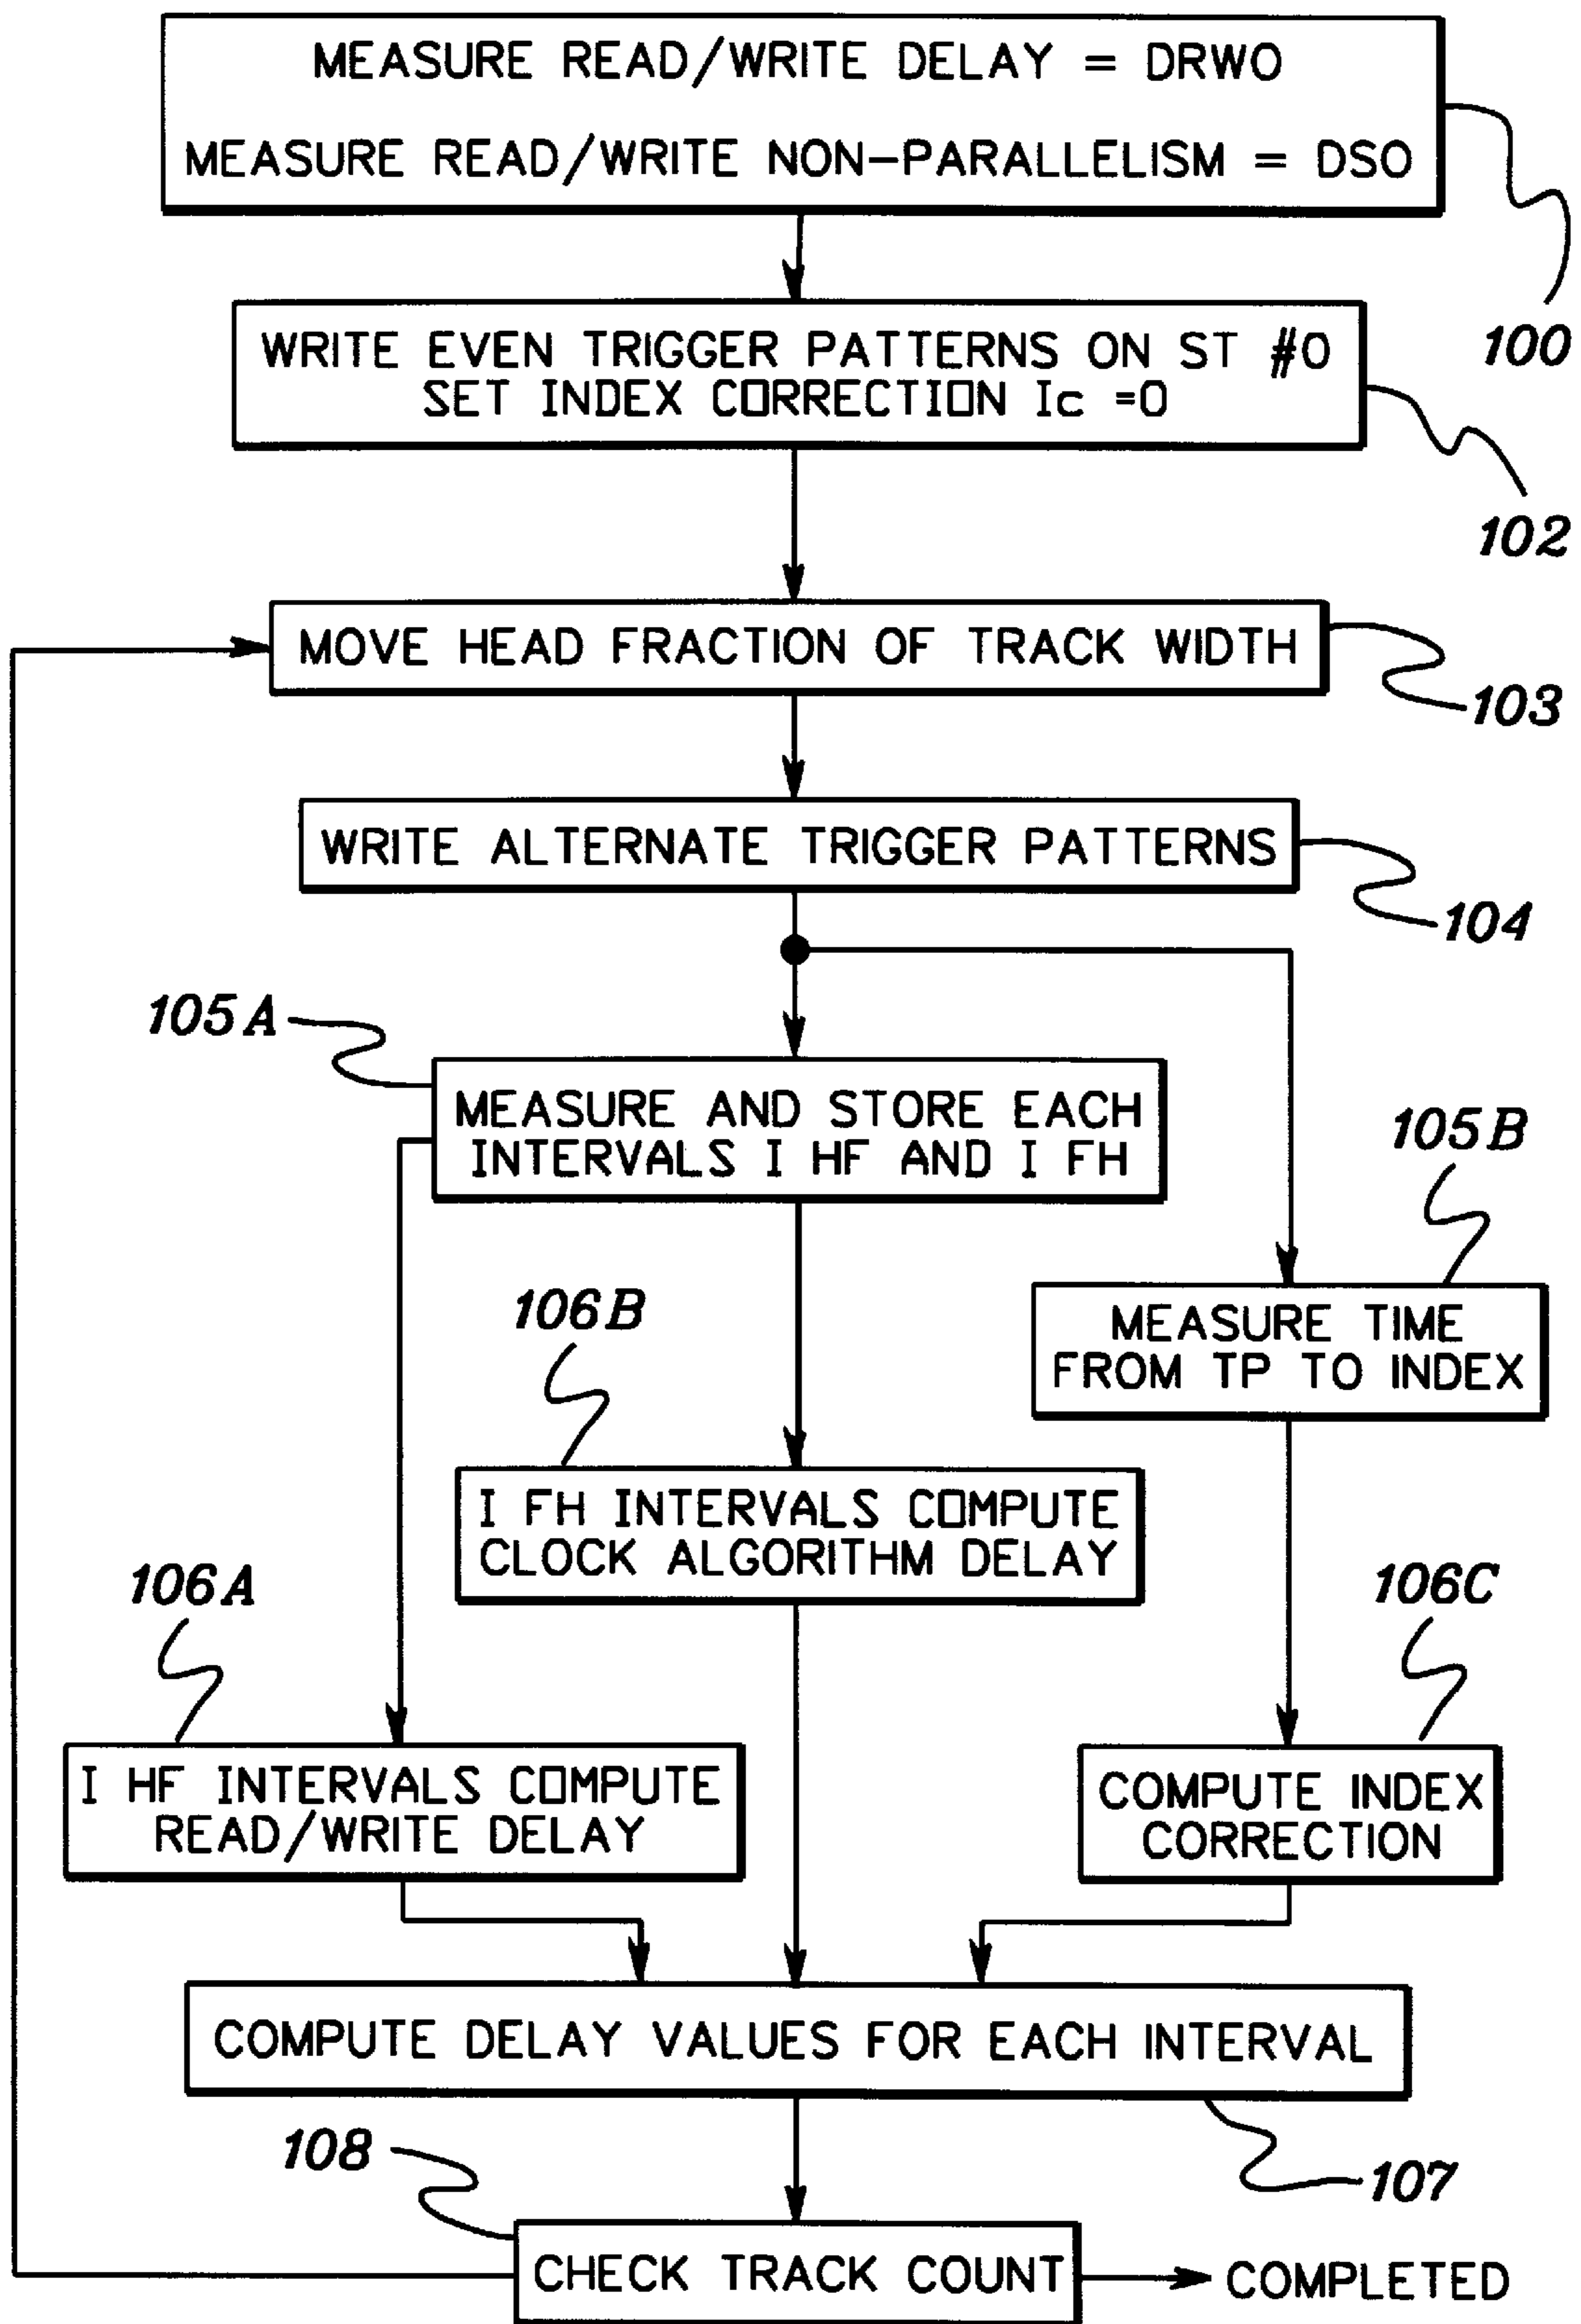 MEASURE READ/WRITE DELAY = DRWO
MEASURE READ/WRITE NON-PARALLELISM = DSO
100
WRITE EVEN TRIGGER PATTERNS ON ST #0
SET INDEX CORRECTION Ic =0
102
MOVE HEAD FRACTION OF TRACK WIDTH
103
WRITE ALTERNATE TRIGGER PATTERNS
104
105A
MEASURE AND STORE EACH
INTERVALS I HF AND I FH
105B
MEASURE TIME
FROM TP TO INDEX
106B
I FH INTERVALS COMPUTE
CLOCK ALGORITHM DELAY
106A
I HF INTERVALS COMPUTE
READ/WRITE DELAY
106C
COMPUTE INDEX
CORRECTION
COMPUTE DELAY VALUES FOR EACH INTERVAL
107
108
CHECK TRACK COUNT
COMPLETED